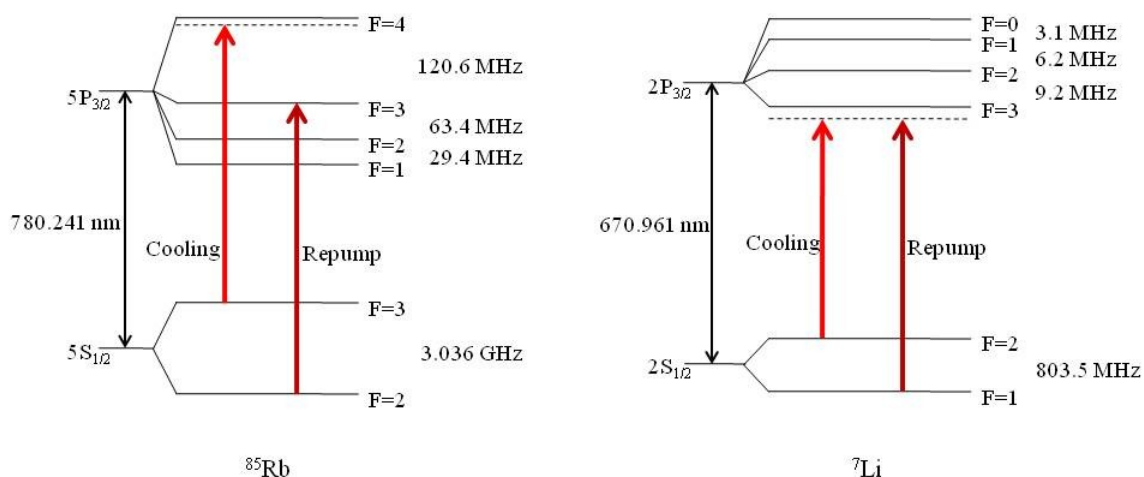 F=4
120.6 MHz
5P3/2
F=3
63.4 MHz
F=2
29.4 MHz
F=1
780.241 nm
Cooling
Repump
F=3
5S1/2
3.036 GHz
F=2
85Rb
F=0
3.1 MHz
F=1
6.2 MHz
2P3/2
F=2
9.2 MHz
F=3
670.961 nm
Cooling
Repump
F=2
2S1/2
803.5 MHz
F=1
7Li